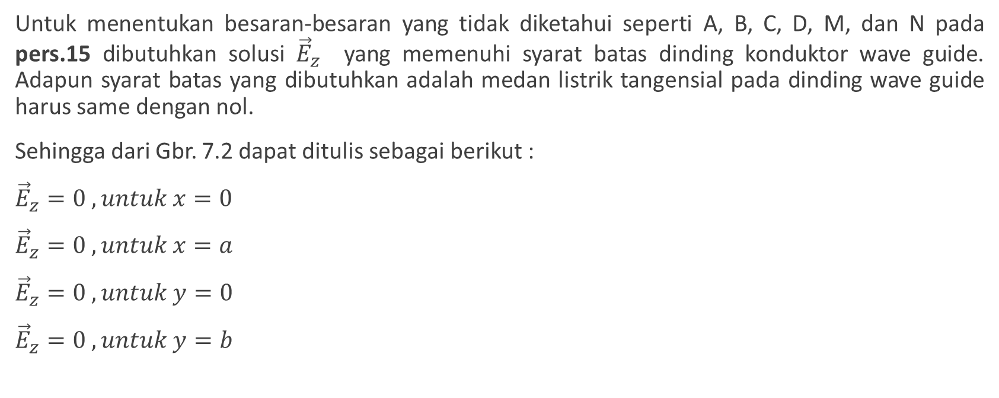 Untuk menentukan besaran-besaran yang tidak diketahui seperti A, B, C, D, M, dan N pada
pers.15 dibutuhkan solusi $\vec{E}_z$ yang memenuhi syarat batas dinding konduktor wave guide.
Adapun syarat batas yang dibutuhkan adalah medan listrik tangensial pada dinding wave guide
harus same dengan nol.
Sehingga dari Gbr. 7.2 dapat ditulis sebagai berikut :
$\vec{E}_z = 0 , untuk\ x = 0$
$\vec{E}_z = 0 , untuk\ x = a$
$\vec{E}_z = 0 , untuk\ y = 0$
$\vec{E}_z = 0 , untuk\ y = b$